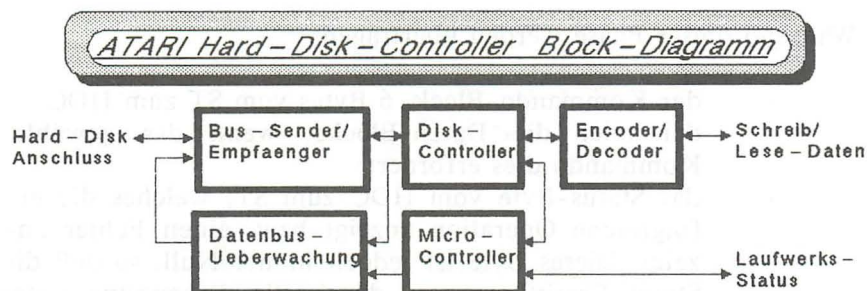 ATARI Hard-Disk-Controller Block-Diagramm
Hard-Disk
Anschluss
Bus-Sender/
Empfaenger
Disk-
Controller
Encoder/
Decoder
Schreib/
Lese-Daten
Datenbus-
Ueberwachung
Micro-
Controller
Laufwerks-
Status